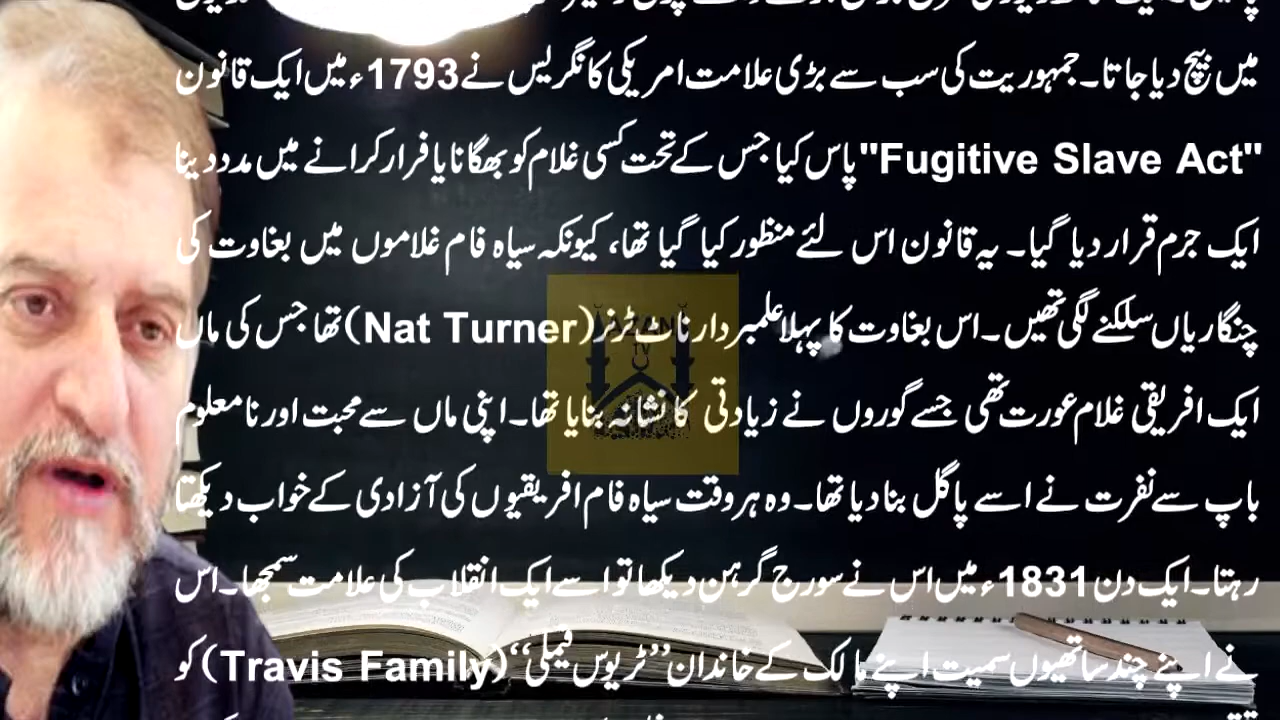 میں بیچ دیا جاتا۔ جمہوریت کی سب سے بڑی علامت امریکی کانگریس نے 1793ء میں ایک قانون
"Fugitive Slave Act" پاس کیا جس کے تحت کسی غلام کو بھگانا یا فرار کرانے میں مدد دینا
ایک جرم قرار دیا گیا۔ یہ قانون اس لئے منظور کیا گیا تھا، کیونکہ سیاہ فام غلاموں میں بغاوت کی
چنگاریاں سلگنے لگی تھیں۔ اس بغاوت کا پہلا علمبردار ناٹ ٹرنر (Nat Turner) تھا جس کی ماں
ایک افریقی غلام عورت تھی جسے گوروں نے زیادتی کا نشانہ بنایا تھا۔ اپنی ماں سے محبت اور نامعلوم
باپ سے نفرت نے اسے پاگل بنا دیا تھا۔ وہ ہر وقت سیاہ فام افریقیوں کی آزادی کے خواب دیکھتا
رہتا۔ ایک دن 1831ء میں اس نے سورج گرہن دیکھا تو اسے ایک انقلاب کی علامت سمجھا۔ اس
نے اپنے چند ساتھیوں سمیت اپنے مالک کے خاندان ”ٹریوس فیملی“ (Travis Family) کو
TV